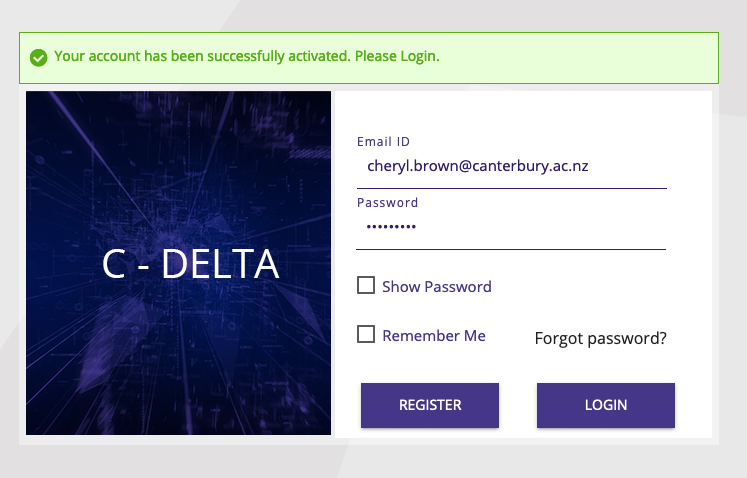 Your account has been successfully activated. Please Login.
C - DELTA
Email ID
cheryl.brown@canterbury.ac.nz
Password
•••••••••
Show Password
Remember Me
Forgot password?
REGISTER
LOGIN